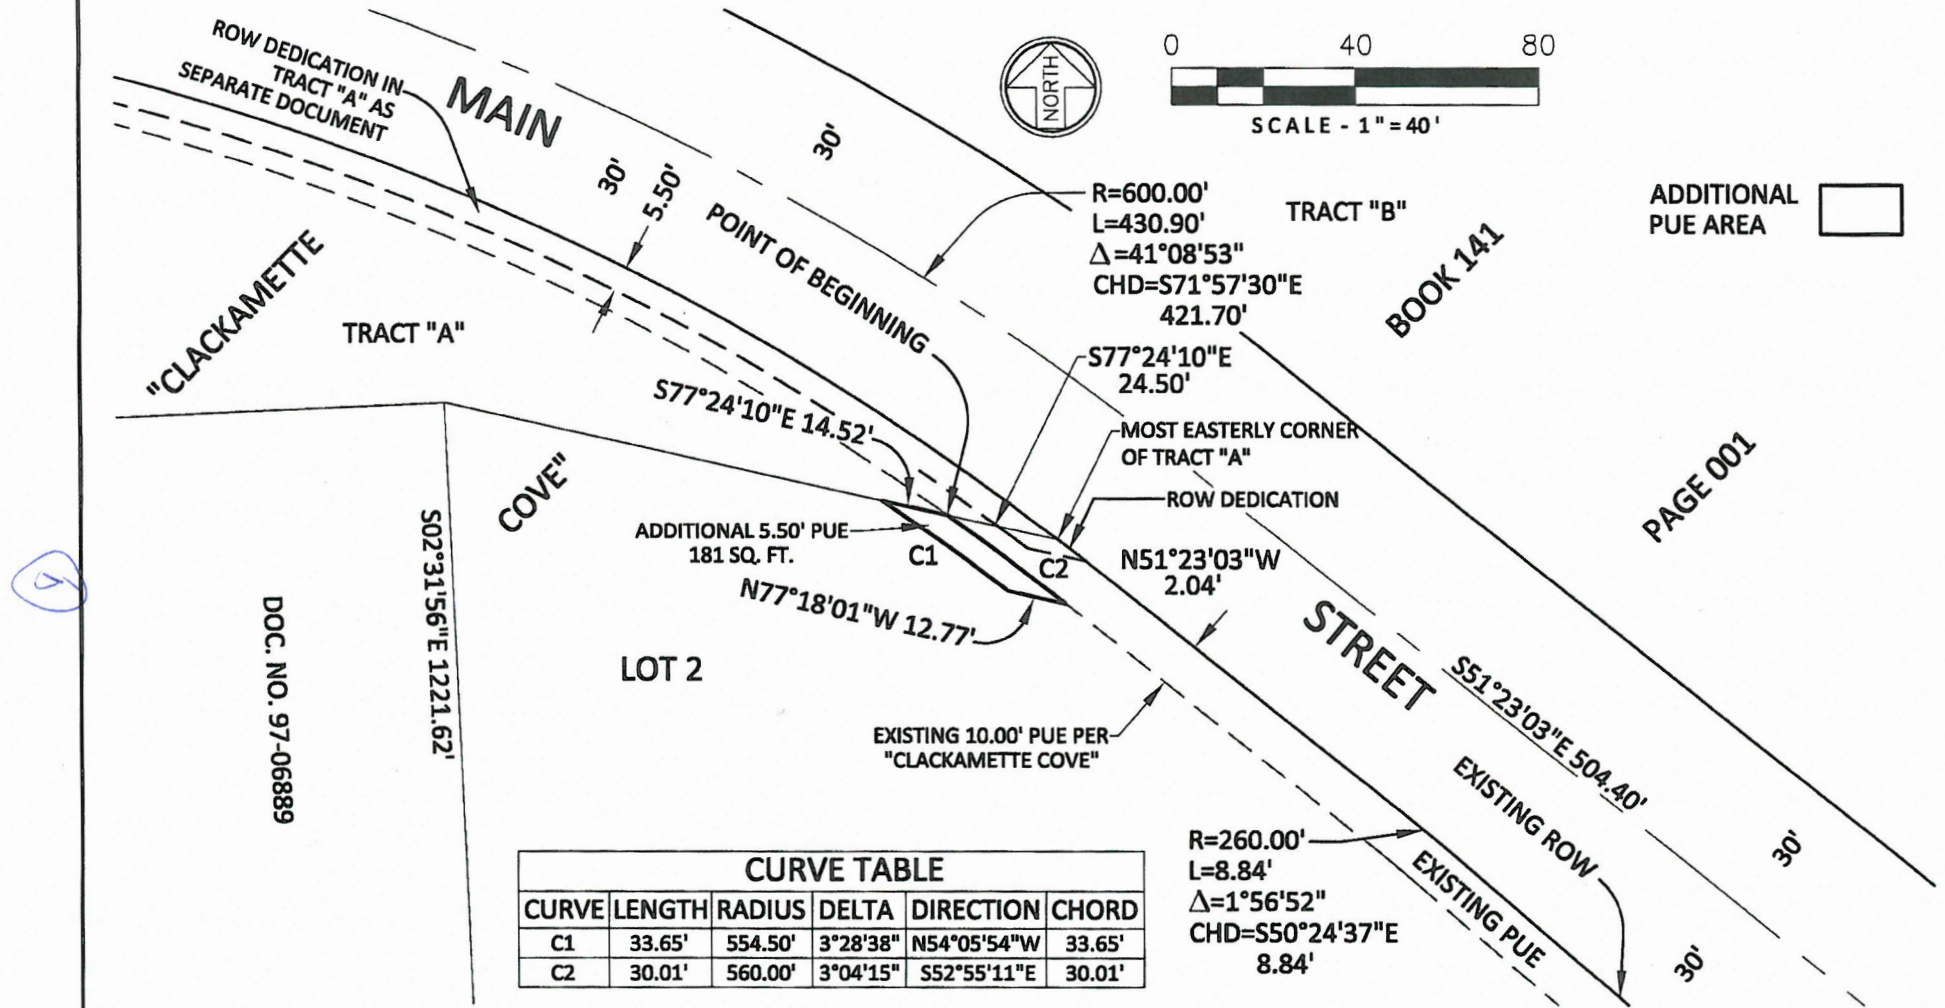 ROW DEDICATION IN
TRACT "A" AS
SEPARATE DOCUMENT
MAIN
30'
5.50'
30'
NORTH
0 40 80
SCALE - 1"=40'
R=600.00'
L=430.90'
Δ=41°08'53"
CHD=S71°57'30"E
421.70'
TRACT "B"
BOOK 141
ADDITIONAL
PUE AREA
POINT OF BEGINNING
"CLACKAMETTE
TRACT "A"
S77°24'10"E
24.50'
S77°24'10"E 14.52'
MOST EASTERLY CORNER
OF TRACT "A"
ROW DEDICATION
PAGE 001
COVE"
ADDITIONAL 5.50' PUE
181 SQ. FT.
C1
C2
N51°23'03"W
2.04'
N77°18'01"W 12.77'
S02°31'56"E 1221.62'
DOC. NO. 97-06889
LOT 2
STREET
S51°23'03"E 504.40'
EXISTING 10.00' PUE PER
"CLACKAMETTE COVE"
EXISTING ROW
30'
30'
R=260.00'
L=8.84'
Δ=1°56'52"
CHD=S50°24'37"E
8.84'
EXISTING PUE
CURVE TABLE
CURVE LENGTH RADIUS DELTA DIRECTION CHORD
C1 33.65' 554.50' 3°28'38" N54°05'54"W 33.65'
C2 30.01' 560.00' 3°04'15" S52°55'11"E 30.01'